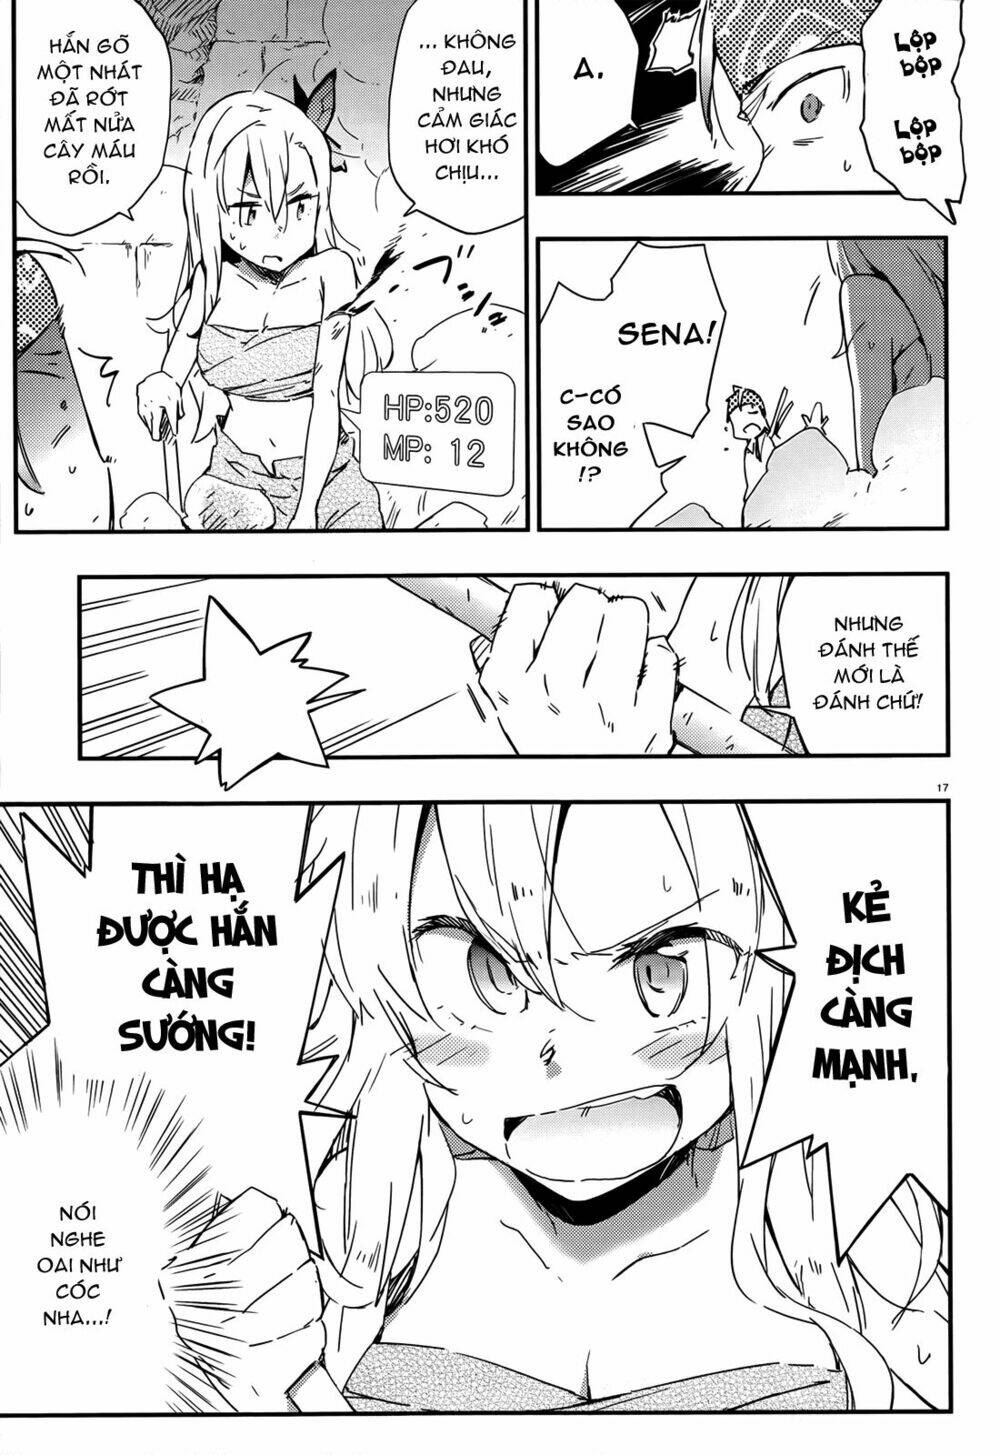 LỘP
BỘP
LỘP
BỘP
A.
SENA!
C-CÓ
SAO
KHÔNG
!?
... KHÔNG
ĐAU,
NHƯNG
CẢM GIÁC
HƠI KHÓ
CHỊU...
HẮN GÕ
MỘT NHÁT
ĐÃ RỚT
MẤT NỬA
CÂY MÁU
RỒI.
HP:520
MP: 12
NHƯNG
ĐÁNH THẾ
MỚI LÀ
ĐÁNH CHỨ!
17
KẺ
ĐỊCH
CÀNG
MẠNH,
THÌ HẠ
ĐƯỢC HẮN
CÀNG
SƯỚNG!
NÓI
NGHE
OAI NHƯ
CÓC
NHA...!